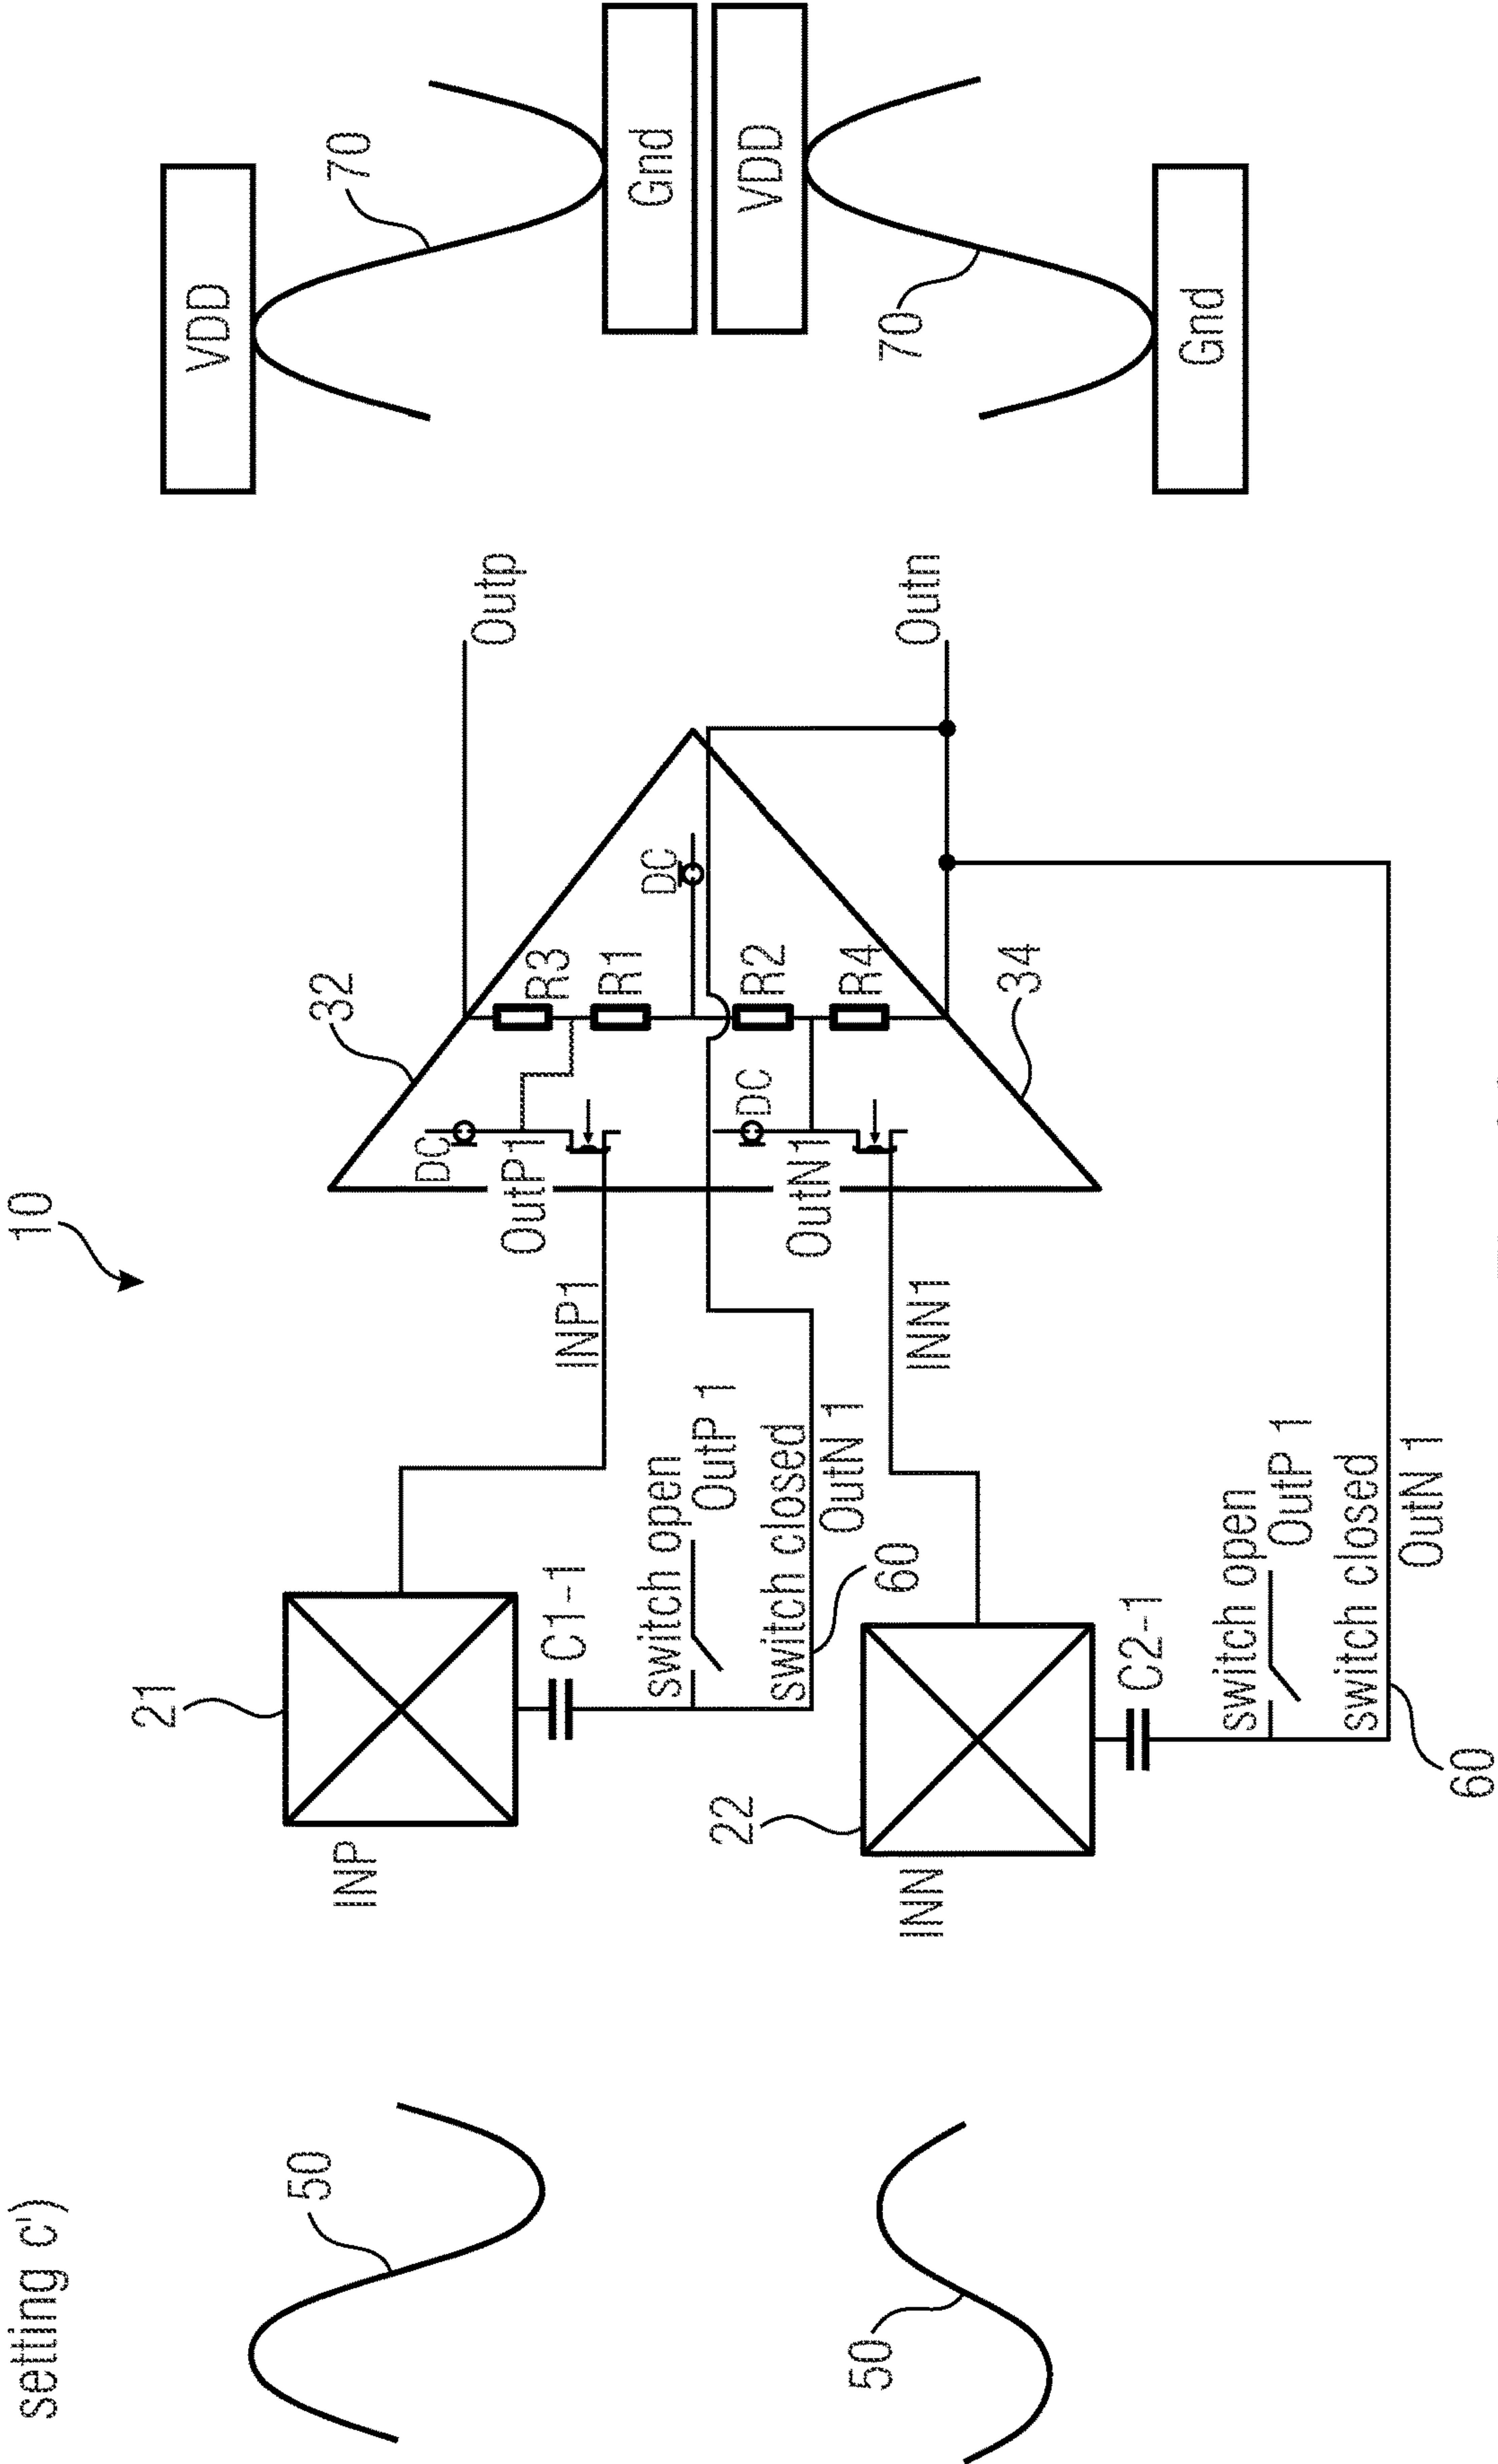 setting c')
10
50
50
21
INP
C1-1
switch open
OutP 1
switch closed
OutN 1
60
22
INN
C2-1
switch open
OutP 1
switch closed
OutN 1
60
INP1
INN1
32
34
DC
OutP1
DC
OutN1
DC
R3
R1
R2
R4
Outp
Outn
VDD
70
Gnd
VDD
70
Gnd